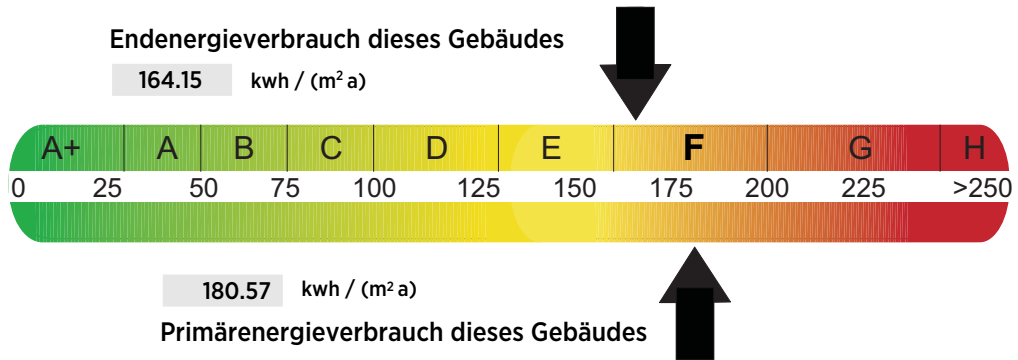 Endenergieverbrauch dieses Gebäudes
164.15 kwh / (m² a)
A+ A B C D E F G H
0 25 50 75 100 125 150 175 200 225 >250
180.57 kwh / (m² a)
Primärenergieverbrauch dieses Gebäudes